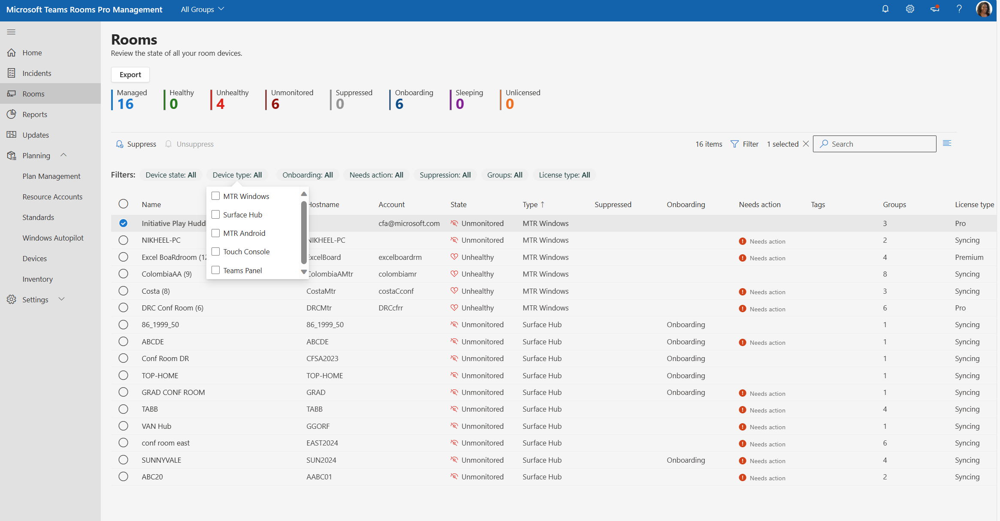 Microsoft Teams Rooms Pro Management All Groups
Home
Incidents
Rooms
Reports
Updates
Planning
Plan Management
Resource Accounts
Standards
Windows Autopilot
Devices
Inventory
Settings
Rooms
Review the state of all your room devices.
Export
Managed Healthy Unhealthy Unmonitored Suppressed Onboarding Sleeping Unlicensed
16 0 4 6 0 6 0 0
Suppress Unsuppress 16 items Filter 1 selected Search
Filters: Device state: All Device type: All Onboarding: All Needs action: All Suppression: All Groups: All License type: All
MTR Windows
Surface Hub
MTR Android
Touch Console
Teams Panel
Name Hostname Account State Type ↑ Suppressed Onboarding Needs action Tags Groups License type
Initiative Play Hudd cfa@microsoft.com Unmonitored MTR Windows 3 Pro
NIKHEEL-PC NIKHEEL-PC Unmonitored MTR Windows Needs action 2 Syncing
Excel BoaRdroom (12 ExcelBoard excelboardrm Unhealthy MTR Windows Needs action 4 Premium
ColombiaAA (9) ColombiaAMtr colombiamr Unhealthy MTR Windows 8 Syncing
Costa (8) CostaMtr costaCconf Unhealthy MTR Windows Needs action 3 Syncing
DRC Conf Room (6) DRCMtr DRCcfrr Unhealthy MTR Windows Needs action 6 Pro
86_1999_50 86_1999_50 Unmonitored Surface Hub Onboarding 1 Syncing
ABCDE ABCDE Unmonitored Surface Hub Onboarding Needs action 1 Syncing
Conf Room DR CFSA2023 Unmonitored Surface Hub Onboarding 1 Syncing
TOP-HOME TOP-HOME Unmonitored Surface Hub Onboarding 1 Syncing
GRAD CONF ROOM GRAD Unmonitored Surface Hub Onboarding Needs action 1 Syncing
TABB TABB Unmonitored Surface Hub Needs action 4 Syncing
VAN Hub GGORF Unmonitored Surface Hub Needs action 1 Syncing
conf room east EAST2024 Unmonitored Surface Hub Needs action 6 Syncing
SUNNYVALE SUN2024 Unmonitored Surface Hub Onboarding Needs action 4 Syncing
ABC20 AABC01 Unmonitored Surface Hub Needs action 2 Syncing